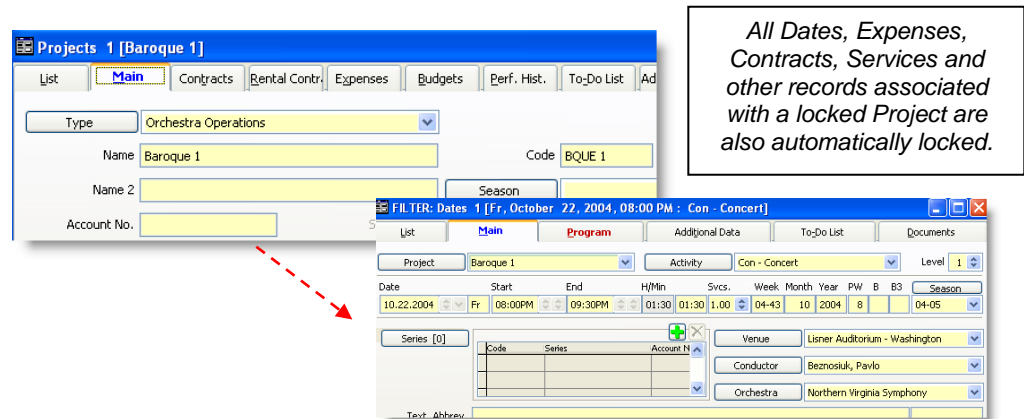 Projects 1 [Baroque 1]
List Main Contracts Rental Contr. Expenses Budgets Perf. Hist. To-Do List Ad
Type Orchestra Operations
Name Baroque 1 Code BQUE 1
Name 2 Season
Account No. S
All Dates, Expenses,
Contracts, Services and
other records associated
with a locked Project are
also automatically locked.
FILTER: Dates 1 [Fr, October 22, 2004, 08:00 PM : Con - Concert]
List Main Program Additional Data To-Do List Documents
Project Baroque 1 Activity Con - Concert Level 1
Date Start End H/Min Svcs. Week Month Year PW B B3 Season
10.22.2004 Fr 08:00PM 09:30PM 01:30 01:30 1.00 04-43 10 2004 8 04-05
Series [0] Code Series Account N Venue Lisner Auditorium - Washington
Conductor Beznosiuk, Pavlo
Orchestra Northern Virginia Symphony
Text Abbrev